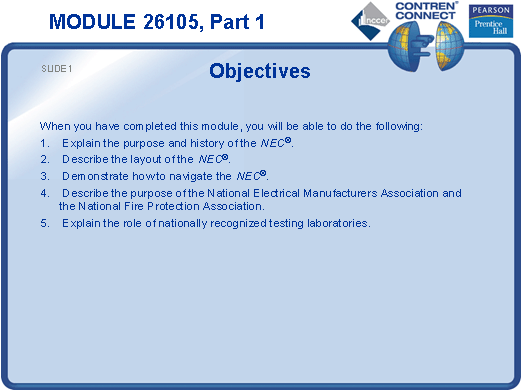 MODULE 26105, Part 1
nccer
CONTREN®
CONNECT
PEARSON
Prentice
Hall
SLIDE 1
Objectives
When you have completed this module, you will be able to do the following:
1. Explain the purpose and history of the NEC®.
2. Describe the layout of the NEC®.
3. Demonstrate how to navigate the NEC®.
4. Describe the purpose of the National Electrical Manufacturers Association and
the National Fire Protection Association.
5. Explain the role of nationally recognized testing laboratories.